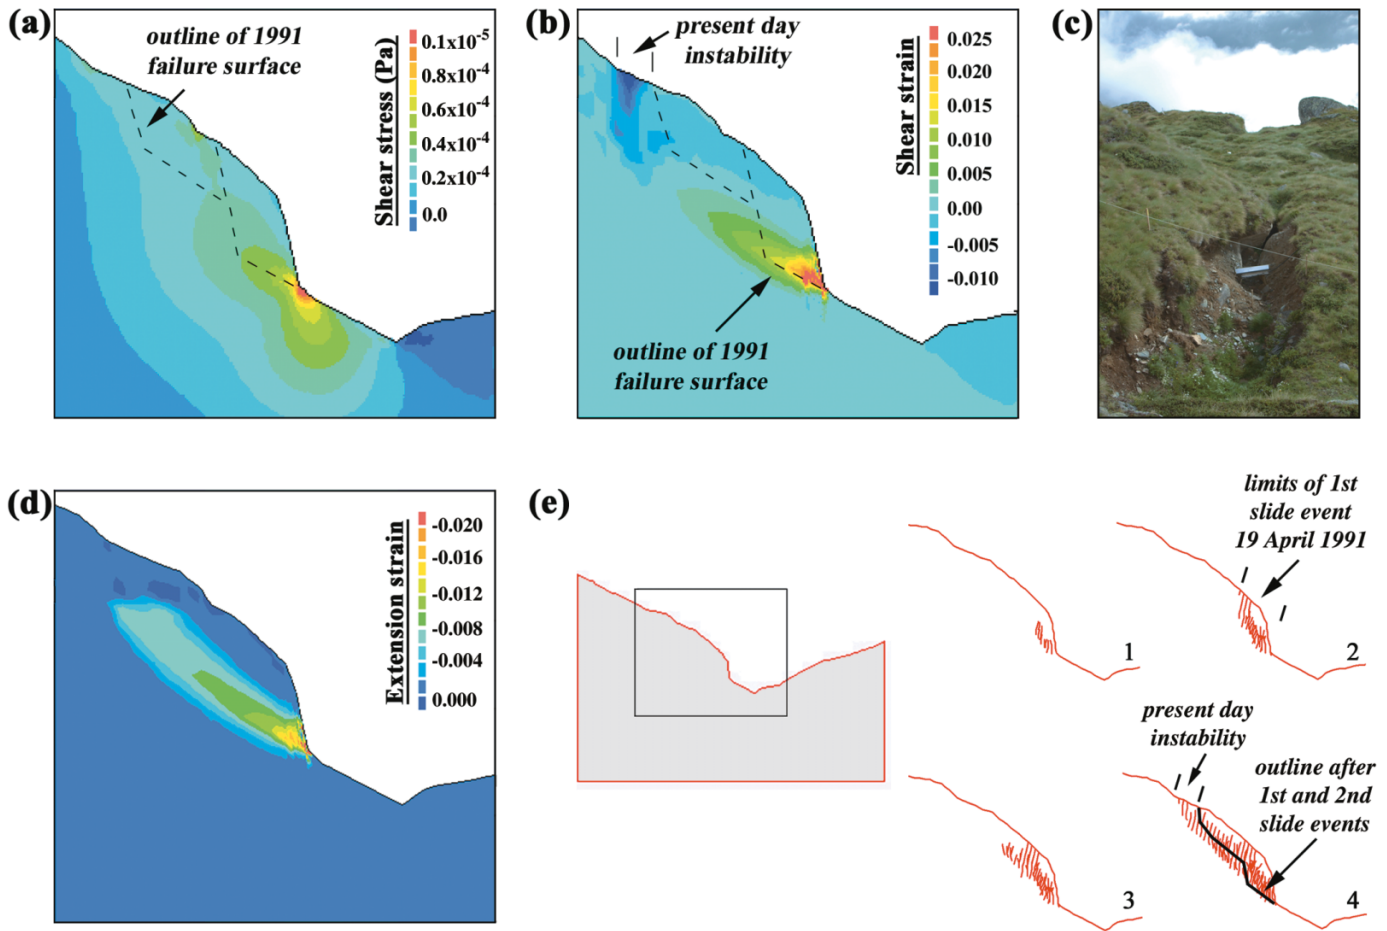 (a)
outline of 1991
failure surface
Shear stress (Pa)
0.1x10-5
0.8x10-4
0.6x10-4
0.4x10-4
0.2x10-4
0.0
(b)
present day
instability
Shear strain
0.025
0.020
0.015
0.010
0.005
0.00
-0.005
-0.010
outline of 1991
failure surface
(c)
(d)
Extension strain
-0.020
-0.016
-0.012
-0.008
-0.004
0.000
(e)
1
limits of 1st
slide event
19 April 1991
2
3
present day
instability
outline after
1st and 2nd
slide events
4